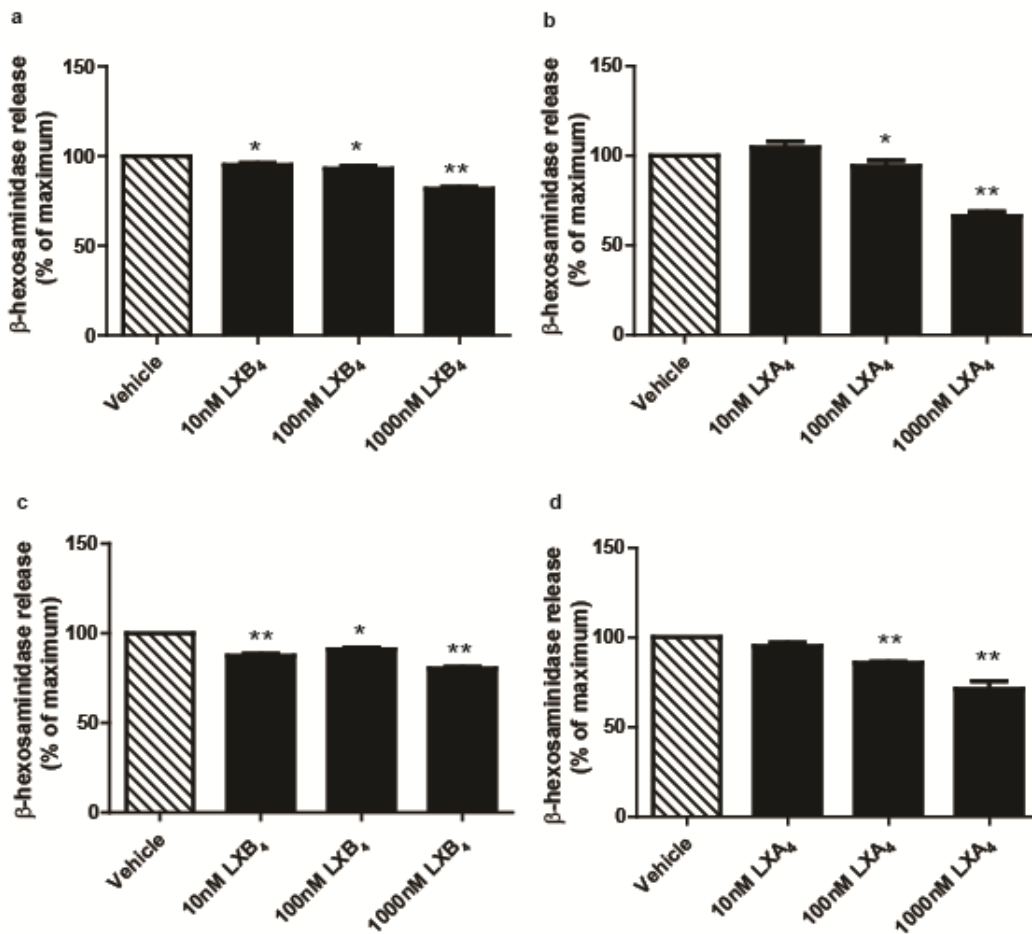 a
β-hexosaminidase release
(% of maximum)
150
100
50
0
*
*
**
Vehicle
10nM LXB₄
100nM LXB₄
1000nM LXB₄
b
β-hexosaminidase release
(% of maximum)
150
100
50
0
*
**
Vehicle
10nM LXA₄
100nM LXA₄
1000nM LXA₄
c
β-hexosaminidase release
(% of maximum)
150
100
50
0
**
*
**
Vehicle
10nM LXB₄
100nM LXB₄
1000nM LXB₄
d
β-hexosaminidase release
(% of maximum)
150
100
50
0
**
**
Vehicle
10nM LXA₄
100nM LXA₄
1000nM LXA₄